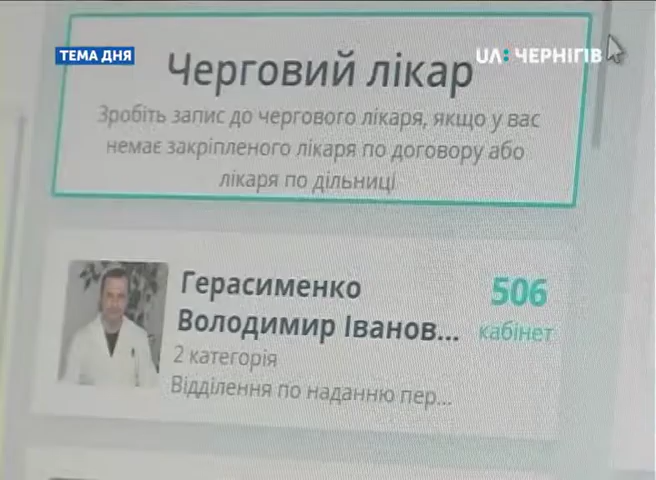 ТЕМА ДНЯ
UA: ЧЕРНІГІВ
Черговий лікар
Зробіть запис до чергового лікаря, якщо у вас
немає закріпленого лікаря по договору або
лікаря по дільниці
Герасименко
Володимир Іванов...
2 категорія
Відділення по наданню пер...
506
кабінет